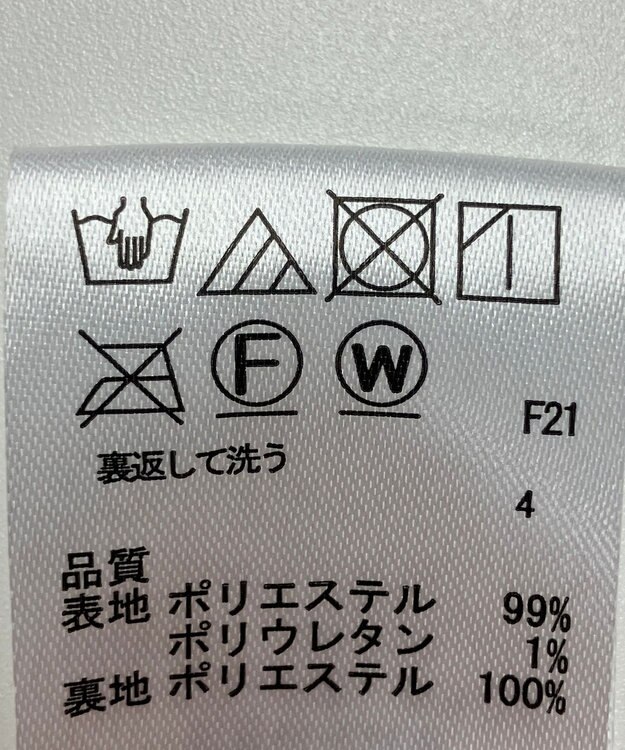 F W
F21
裏返して洗う
4
品質
表地 ポリエステル 99%
ポリウレタン 1%
裏地 ポリエステル 100%